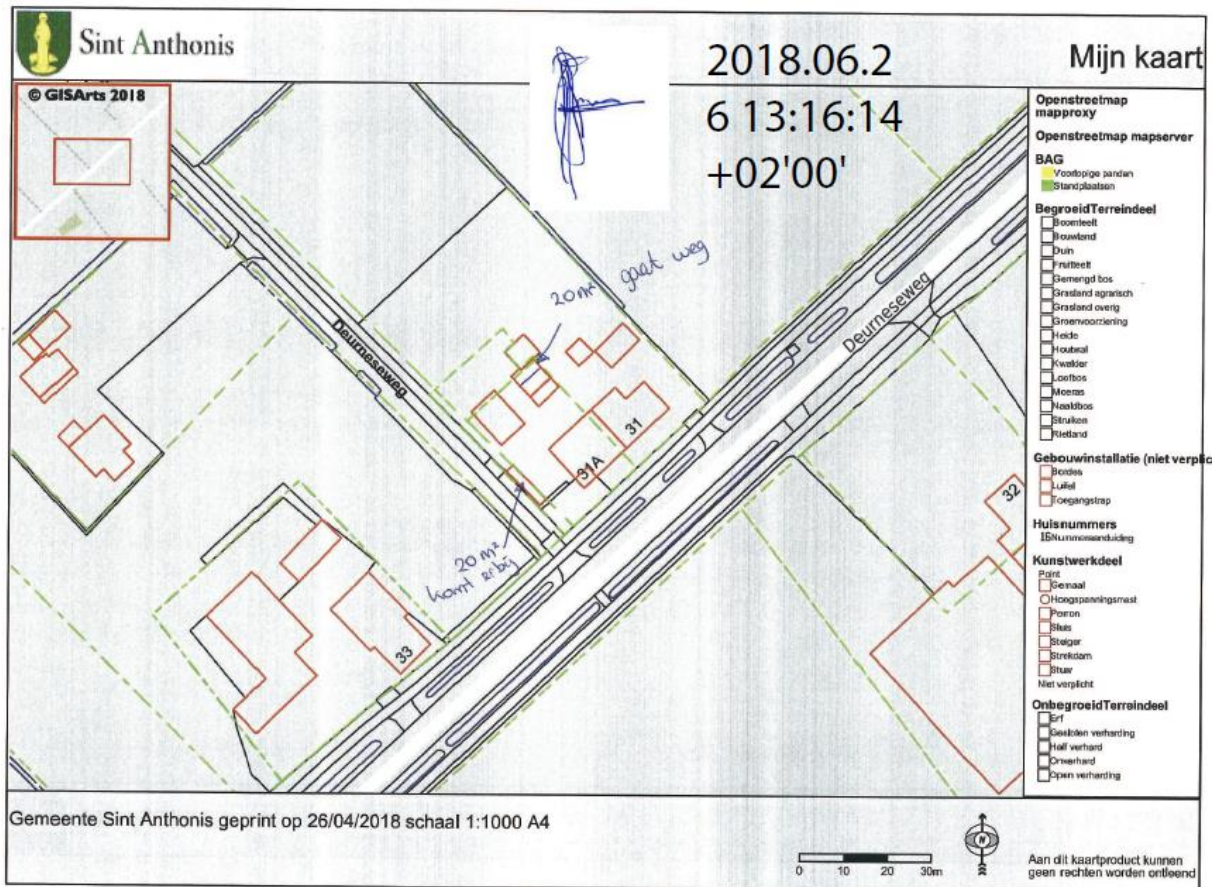 Sint Anthonis
2018.06.2
6 13:16:14
+02'00'
Mijn kaart
© GISArts 2018
Openstreetmap
mapproxy
Openstreetmap mapserver
BAG
Voorlopige panden
Standplaatsen
BegroeidTerreindeel
Boomteelt
Bouwland
Duin
Fruitteelt
Gemengd bos
Grasland agrarisch
Grasland overig
Groenvoorziening
Heide
Houtwal
Kwelder
Loofbos
Moeras
Naaldbos
Struiken
Rietland
Gebouwinstallatie (niet verplic
Bordes
Luifel
Toegangstrap
Huisnummers
16Nummeraanduiding
Kunstwerkdeel
Point
Gemaal
Hoogspanningsmast
Perron
Sluis
Steiger
Strekdam
Stuw
Niet verplicht
OnbegroeidTerreindeel
Erf
Gesloten verharding
Half verhard
Onverhard
Open verharding
20m² gaat weg
Deurneseweg
Deurneseweg
31
31A
32
20 m²
komt erbij
33
Gemeente Sint Anthonis geprint op 26/04/2018 schaal 1:1000 A4
N
0 10 20 30m
Aan dit kaartproduct kunnen
geen rechten worden ontleend